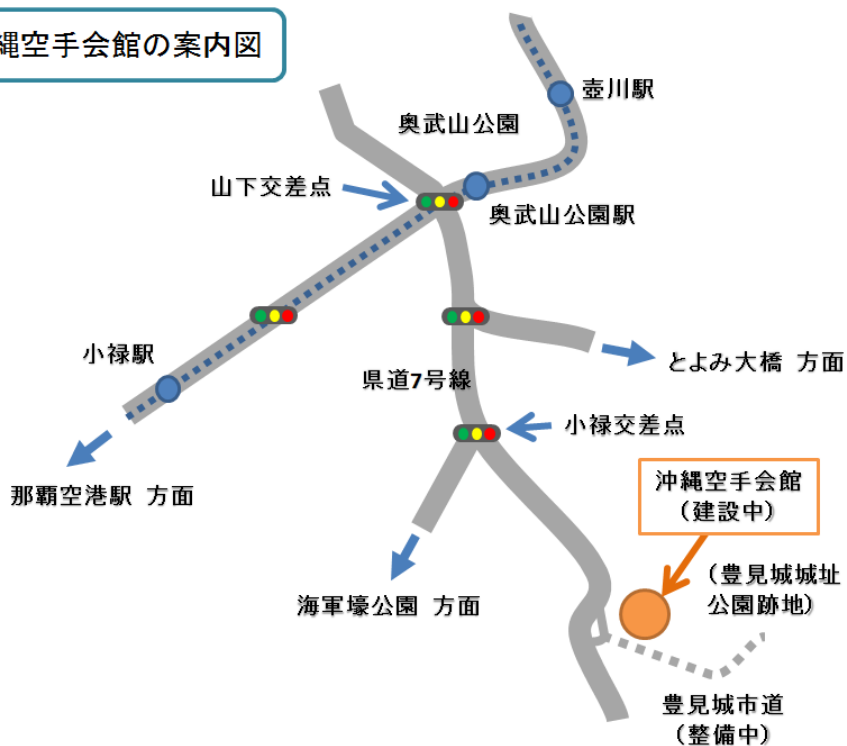 縄空手会館の案内図
壺川駅
奥武山公園
山下交差点
奥武山公園駅
小禄駅
とよみ大橋 方面
県道7号線
小禄交差点
那覇空港駅 方面
沖縄空手会館
（建設中）
（豊見城城址
公園跡地）
海軍壕公園 方面
豊見城市道
（整備中）